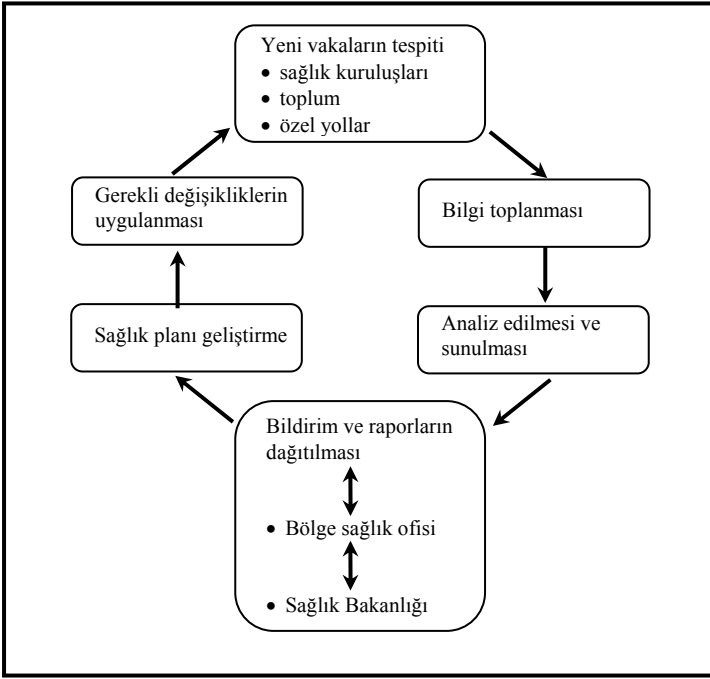 Yeni vakaların tespiti
• sağlık kuruluşları
• toplum
• özel yollar
Bilgi toplanması
Analiz edilmesi ve
sunulması
Bildirim ve raporların
dağıtılması
• Bölge sağlık ofisi
• Sağlık Bakanlığı
Sağlık planı geliştirme
Gerekli değişikliklerin
uygulanması